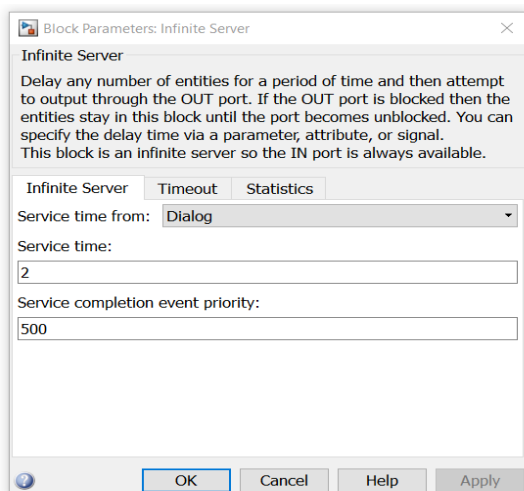 Block Parameters: Infinite Server
Infinite Server
Delay any number of entities for a period of time and then attempt
to output through the OUT port. If the OUT port is blocked then the
entities stay in this block until the port becomes unblocked. You can
specify the delay time via a parameter, attribute, or signal.
This block is an infinite server so the IN port is always available.
Infinite Server Timeout Statistics
Service time from: Dialog
Service time:
2
Service completion event priority:
500
? OK Cancel Help Apply